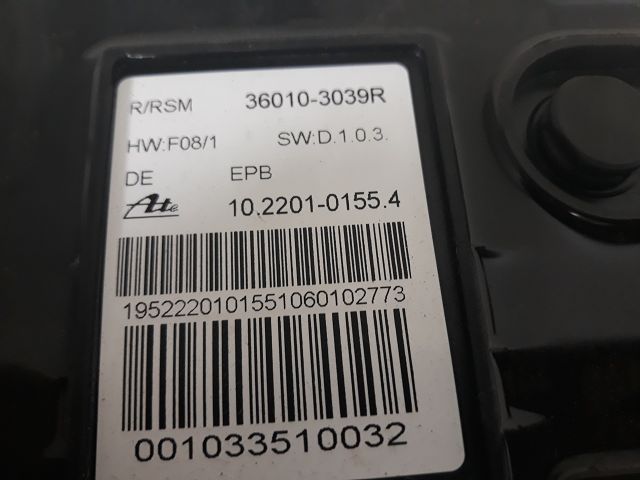 R/RSM 36010-3039R
HW:F08/1 SW:D.1.0.3.
DE EPB
Ate 10.2201-0155.4
1952220101551060102773
001033510032